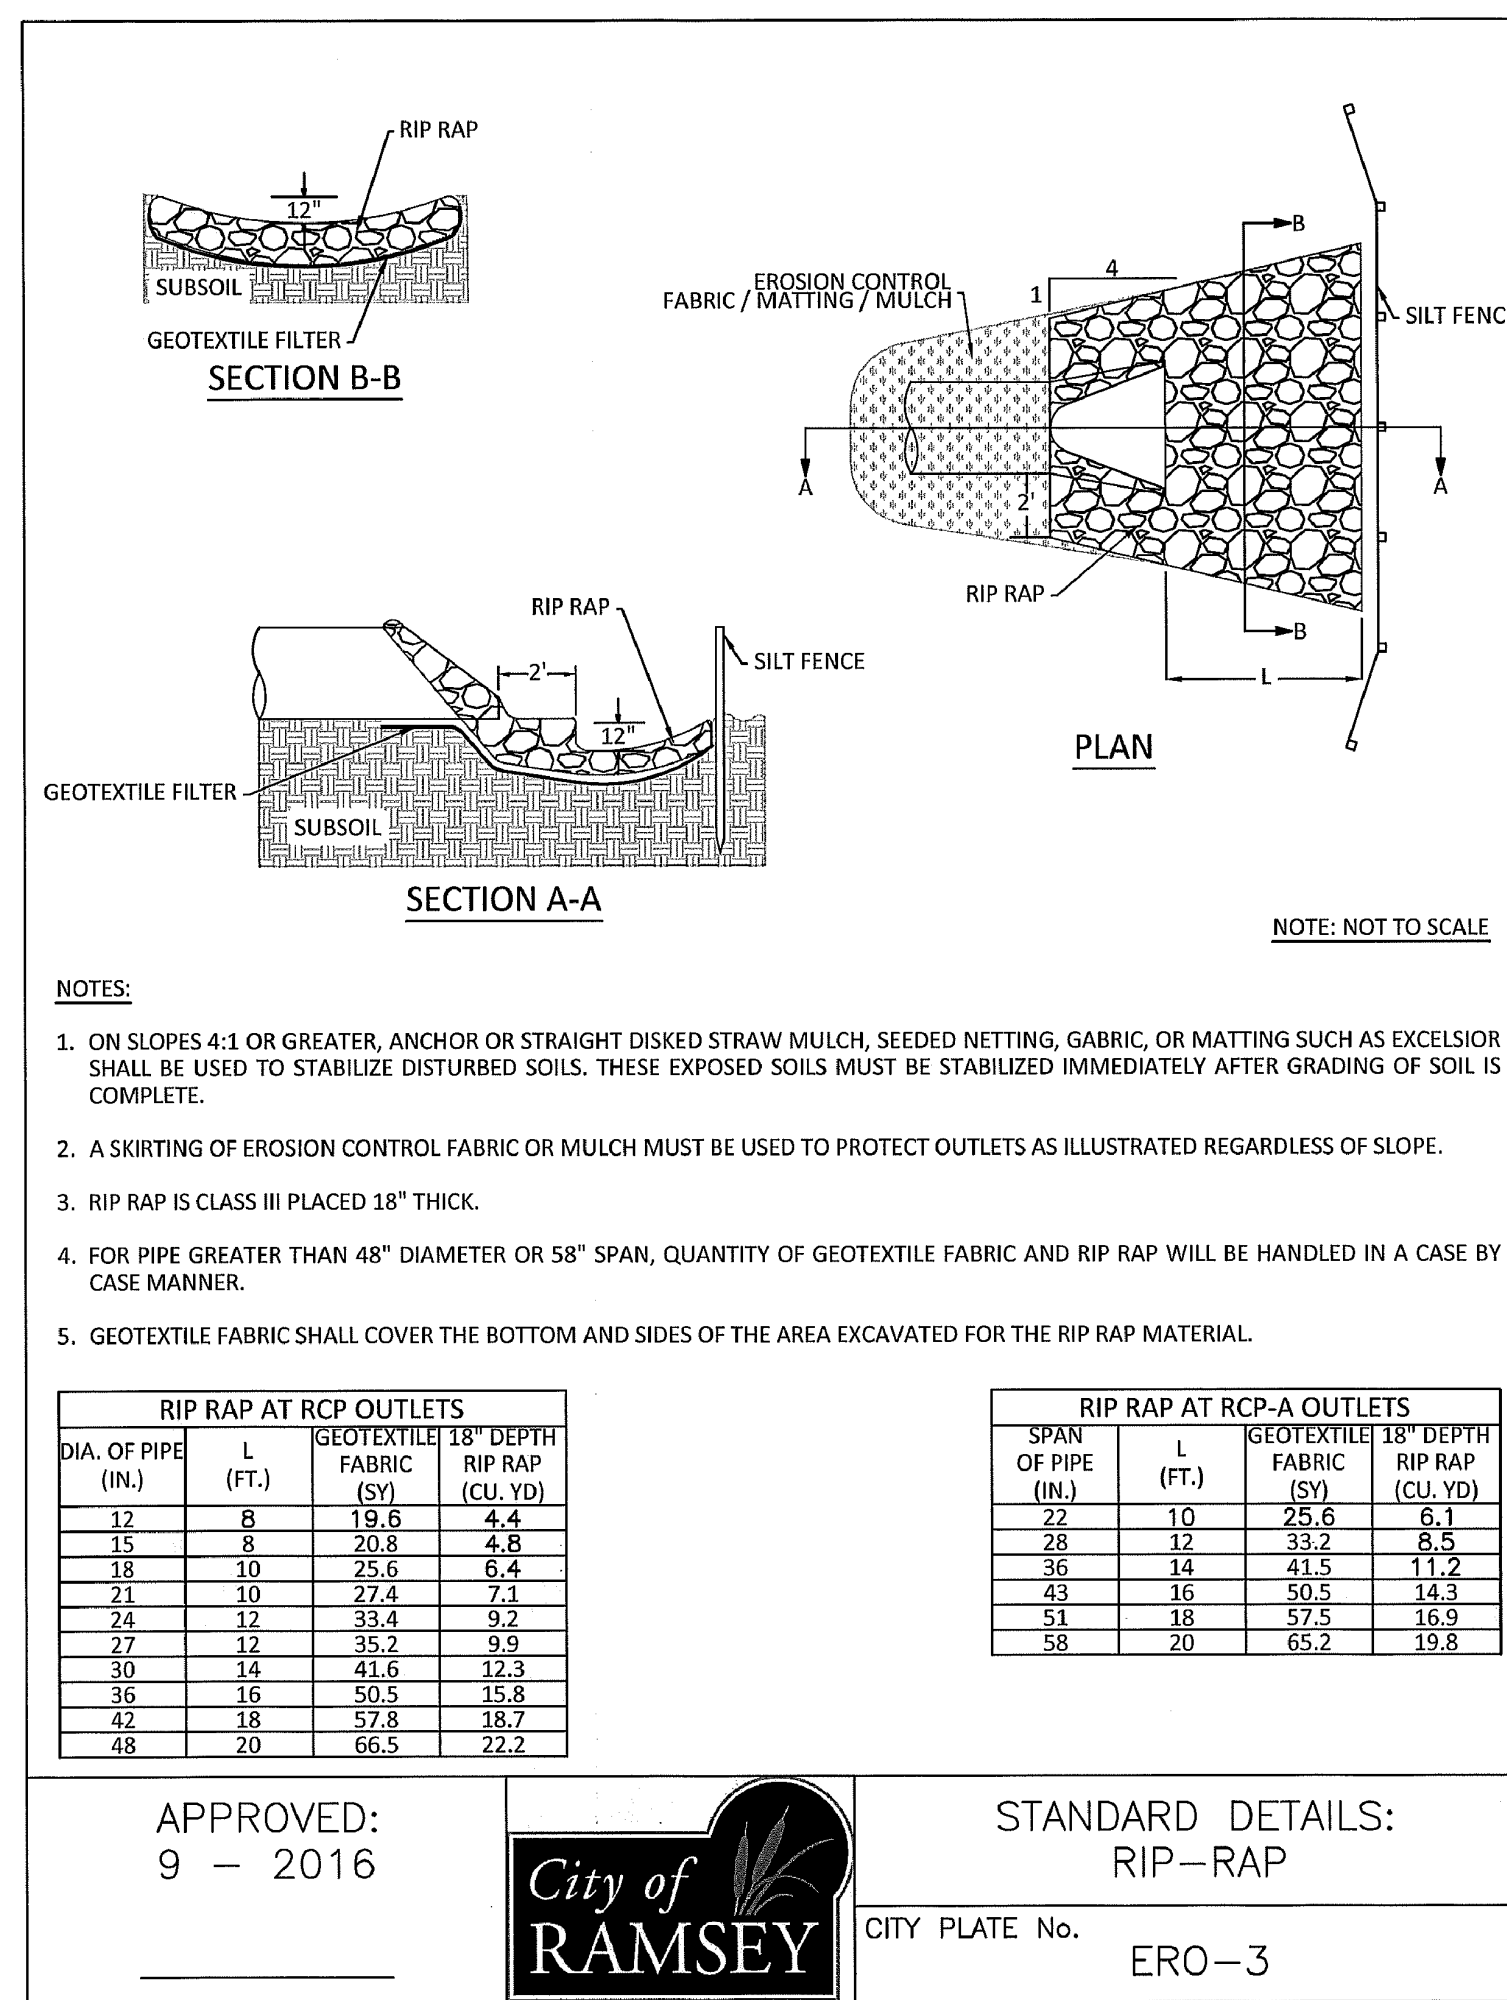 RIP RAP
12"
SUBSOIL
GEOTEXTILE FILTER
SECTION B-B
EROSION CONTROL
FABRIC / MATTING / MULCH
4
1
B
SILT FENC
A
A
2'
RIP RAP
B
L
PLAN
RIP RAP
SILT FENCE
2'
12"
GEOTEXTILE FILTER
SUBSOIL
SECTION A-A
NOTE: NOT TO SCALE
NOTES:
1. ON SLOPES 4:1 OR GREATER, ANCHOR OR STRAIGHT DISKED STRAW MULCH, SEEDED NETTING, GABRIC, OR MATTING SUCH AS EXCELSIOR
SHALL BE USED TO STABILIZE DISTURBED SOILS. THESE EXPOSED SOILS MUST BE STABILIZED IMMEDIATELY AFTER GRADING OF SOIL IS
COMPLETE.
2. A SKIRTING OF EROSION CONTROL FABRIC OR MULCH MUST BE USED TO PROTECT OUTLETS AS ILLUSTRATED REGARDLESS OF SLOPE.
3. RIP RAP IS CLASS III PLACED 18" THICK.
4. FOR PIPE GREATER THAN 48" DIAMETER OR 58" SPAN, QUANTITY OF GEOTEXTILE FABRIC AND RIP RAP WILL BE HANDLED IN A CASE BY
CASE MANNER.
5. GEOTEXTILE FABRIC SHALL COVER THE BOTTOM AND SIDES OF THE AREA EXCAVATED FOR THE RIP RAP MATERIAL.
RIP RAP AT RCP OUTLETS
DIA. OF PIPE (IN.) L (FT.) GEOTEXTILE FABRIC (SY) 18" DEPTH RIP RAP (CU. YD)
12 8 19.6 4.4
15 8 20.8 4.8
18 10 25.6 6.4
21 10 27.4 7.1
24 12 33.4 9.2
27 12 35.2 9.9
30 14 41.6 12.3
36 16 50.5 15.8
42 18 57.8 18.7
48 20 66.5 22.2
RIP RAP AT RCP-A OUTLETS
SPAN OF PIPE (IN.) L (FT.) GEOTEXTILE FABRIC (SY) 18" DEPTH RIP RAP (CU. YD)
22 10 25.6 6.1
28 12 33.2 8.5
36 14 41.5 11.2
43 16 50.5 14.3
51 18 57.5 16.9
58 20 65.2 19.8
APPROVED:
9 - 2016
City of
RAMSEY
STANDARD DETAILS:
RIP-RAP
CITY PLATE No.
ERO-3